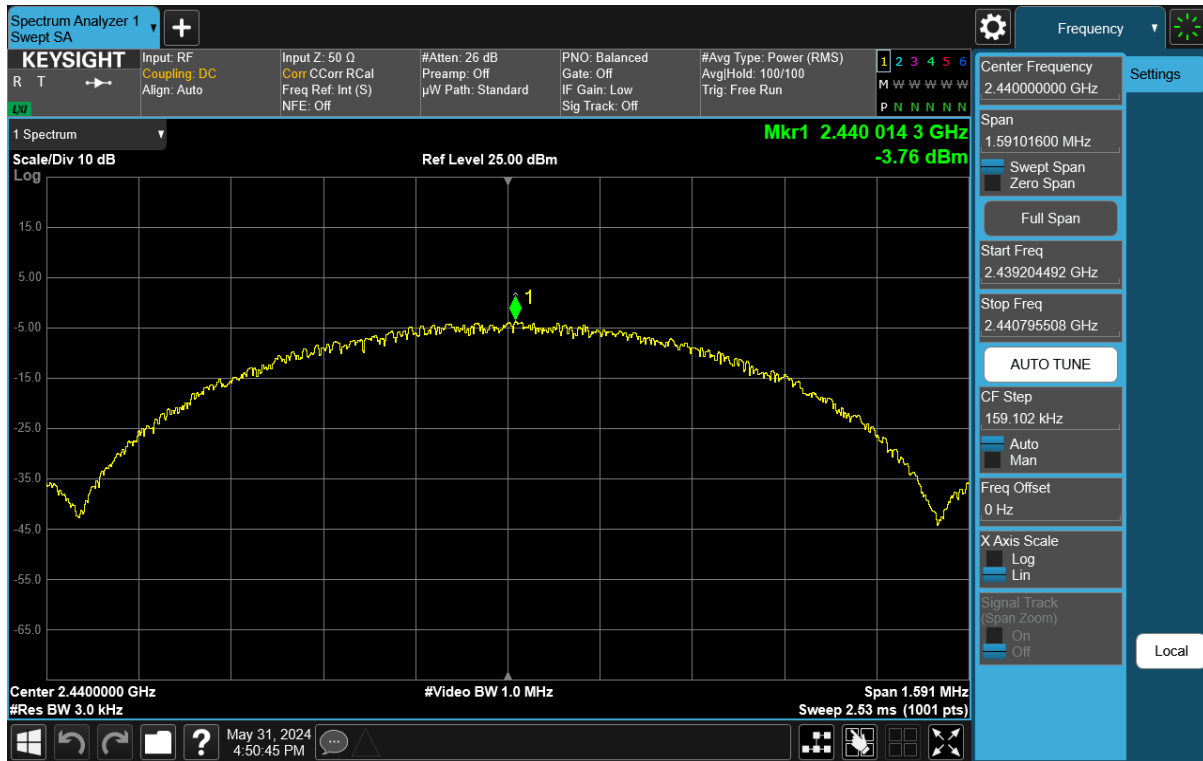 Spectrum Analyzer 1
Swept SA
Frequency
KEYSIGHT
R T
LXI
Input: RF
Coupling: DC
Align: Auto
Input Z: 50 Ω
Corr CCorr RCal
Freq Ref: Int (S)
NFE: Off
#Atten: 26 dB
Preamp: Off
µW Path: Standard
PNO: Balanced
Gate: Off
IF Gain: Low
Sig Track: Off
#Avg Type: Power (RMS)
Avg|Hold: 100/100
Trig: Free Run
1 2 3 4 5 6
M W W W W W
P N N N N N
1 Spectrum
Mkr1 2.440 014 3 GHz
Scale/Div 10 dB
Ref Level 25.00 dBm
-3.76 dBm
Log
15.0
5.00
1
-5.00
-15.0
-25.0
-35.0
-45.0
-55.0
-65.0
Center 2.4400000 GHz
#Video BW 1.0 MHz
Span 1.591 MHz
#Res BW 3.0 kHz
Sweep 2.53 ms (1001 pts)
May 31, 2024
4:50:45 PM
?
Center Frequency
2.440000000 GHz
Settings
Span
1.59101600 MHz
Swept Span
Zero Span
Full Span
Start Freq
2.439204492 GHz
Stop Freq
2.440795508 GHz
AUTO TUNE
CF Step
159.102 kHz
Auto
Man
Freq Offset
0 Hz
X Axis Scale
Log
Lin
Signal Track
(Span Zoom)
On
Off
Local